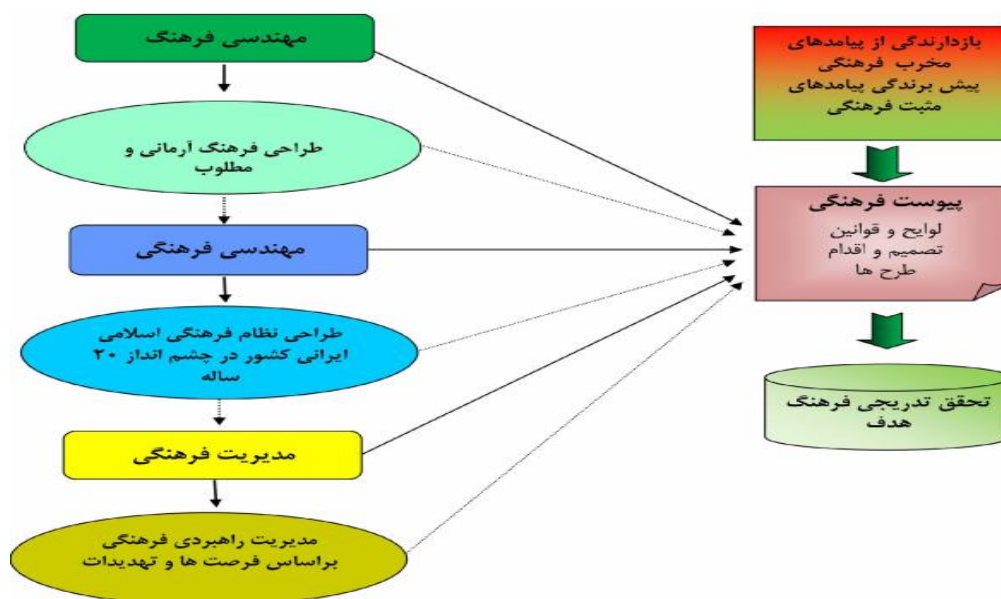 مهندسی فرهنگ
طراحی فرهنگ آرمانی و
مطلوب
مهندسی فرهنگی
طراحی نظام فرهنگی اسلامی
ایرانی کشور در چشم انداز ۲۰
ساله
مدیریت فرهنگی
مدیریت راهبردی فرهنگی
براساس فرصت ها و تهدیدات
بازدارندگی از پیامدهای
مخرب فرهنگی
پیش برندگی پیامدهای
مثبت فرهنگی
پیوست فرهنگی
لوایح و قوانین
تصمیم و اقدام
طرح ها
تحقق تدریجی فرهنگ
هدف